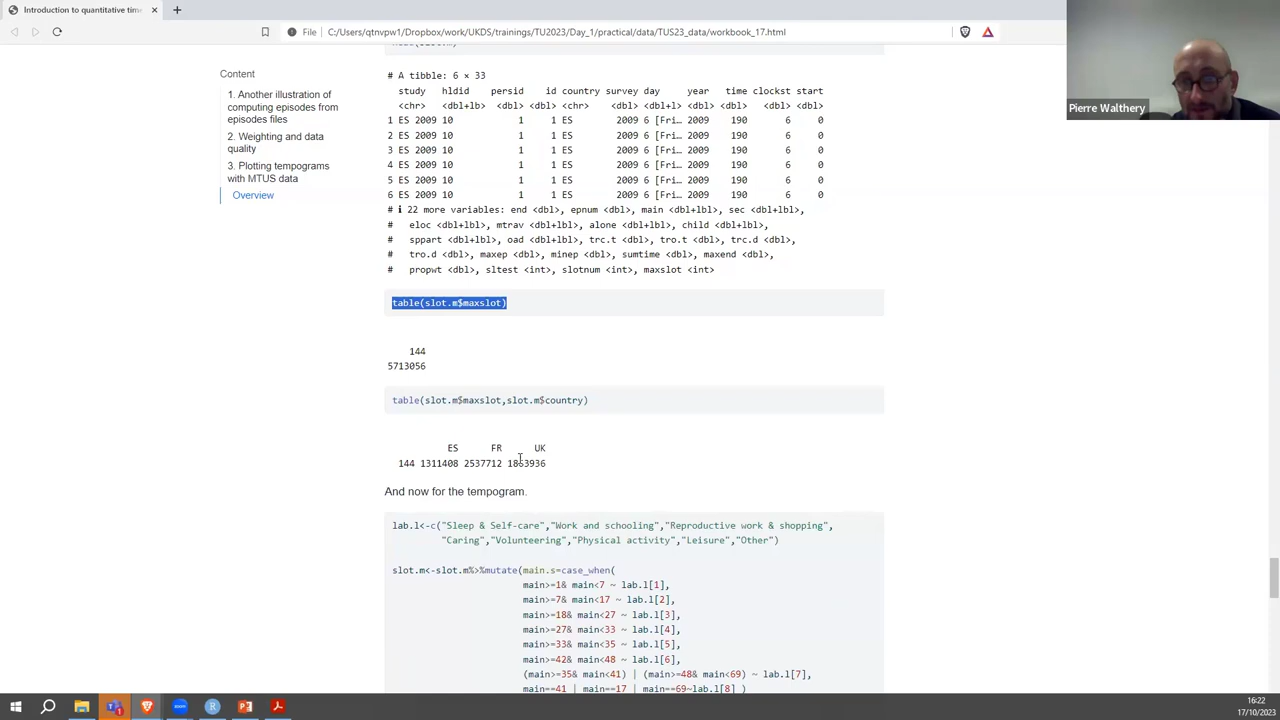 Introduction to quantitative time
File
C:/Users/qtnvpw1/Dropbox/work/UKDS/trainings/TU2023/Day_1/practical/data/TUS23_data/workbook_17.html
Pierre Walthery
Content
1. Another illustration of
computing episodes from
episodes files
2. Weighting and data
quality
3. Plotting tempograms
with MTUS data
Overview
# A tibble: 6 × 33
study hldid persid id country survey day year time clockst start
<chr> <dbl+lb> <dbl> <dbl> <chr> <dbl> <dbl+l> <dbl> <dbl> <dbl> <dbl>
1 ES 2009 10 1 1 ES 2009 6 [Fri… 2009 190 6 0
2 ES 2009 10 1 1 ES 2009 6 [Fri… 2009 190 6 0
3 ES 2009 10 1 1 ES 2009 6 [Fri… 2009 190 6 0
4 ES 2009 10 1 1 ES 2009 6 [Fri… 2009 190 6 0
5 ES 2009 10 1 1 ES 2009 6 [Fri… 2009 190 6 0
6 ES 2009 10 1 1 ES 2009 6 [Fri… 2009 190 6 0
# ℹ 22 more variables: end <dbl>, epnum <dbl>, main <dbl+lbl>, sec <dbl+lbl>,
# eloc <dbl+lbl>, mtrav <dbl+lbl>, alone <dbl+lbl>, child <dbl+lbl>,
# sppart <dbl+lbl>, oad <dbl+lbl>, trc.t <dbl>, tro.t <dbl>, trc.d <dbl>,
# tro.d <dbl>, maxep <dbl>, minep <dbl>, sumtime <dbl>, maxend <dbl>,
# propwt <dbl>, sltest <int>, slotnum <int>, maxslot <int>
table(slot.m$maxslot)
144
5713056
table(slot.m$maxslot,slot.m$country)
ES FR UK
144 1311408 2537712 1863936
And now for the tempogram.
lab.l<-c("Sleep & Self-care","Work and schooling","Reproductive work & shopping",
"Caring","Volunteering","Physical activity","Leisure","Other")
slot.m<-slot.m%>%mutate(main.s=case_when(
main>=1& main<7 ~ lab.l[1],
main>=7& main<17 ~ lab.l[2],
main>=18& main<27 ~ lab.l[3],
main>=27& main<33 ~ lab.l[4],
main>=33& main<35 ~ lab.l[5],
main>=42& main<48 ~ lab.l[6],
(main>=35& main<41) | (main>=48& main<69) ~ lab.l[7],
main==41 | main==17 | main==69~lab.l[8] )
16:22
17/10/2023